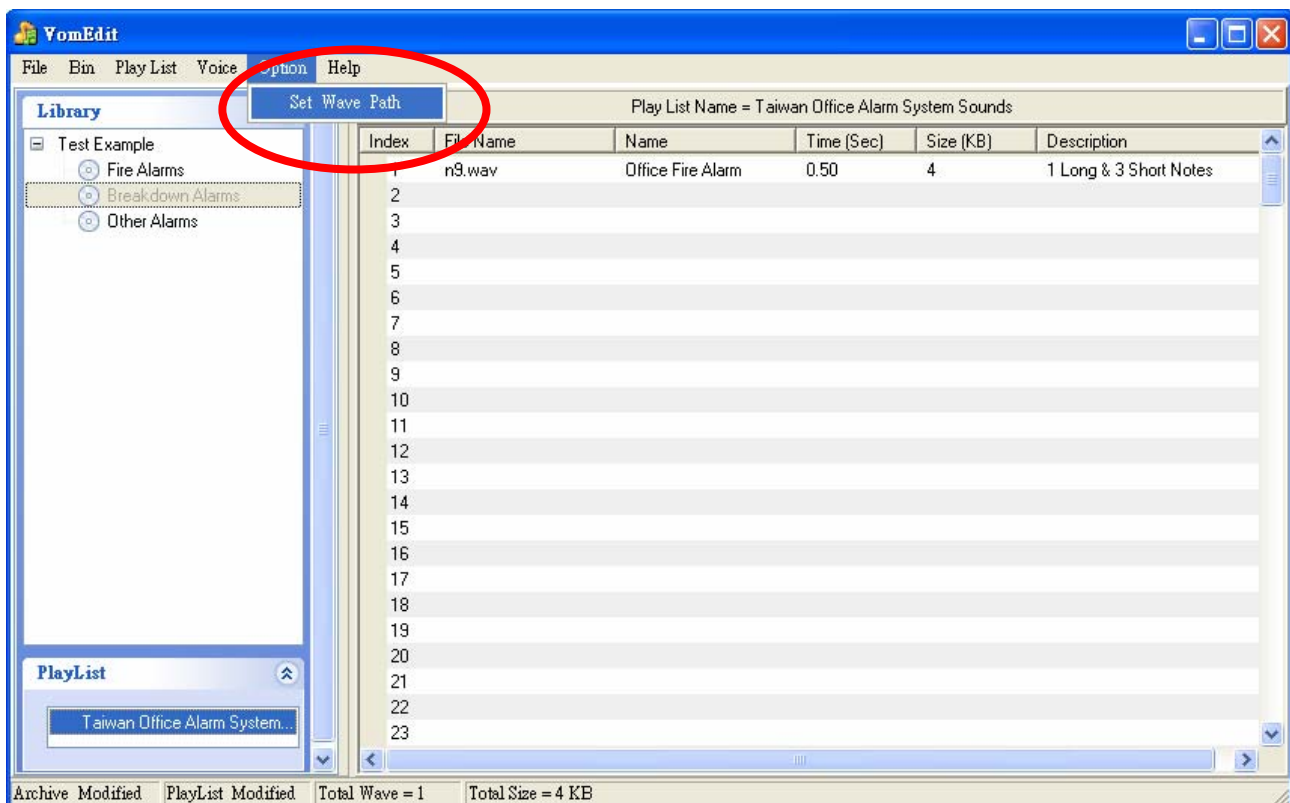 VomEdit
File Bin Play List Voice Option Help
Set Wave Path
Library
Test Example
Fire Alarms
Breakdown Alarms
Other Alarms
PlayList
Taiwan Office Alarm System...
Play List Name = Taiwan Office Alarm System Sounds
Index File Name Name Time (Sec) Size (KB) Description
1 n9.wav Office Fire Alarm 0.50 4 1 Long & 3 Short Notes
2
3
4
5
6
7
8
9
10
11
12
13
14
15
16
17
18
19
20
21
22
23
Archive Modified PlayList Modified Total Wave = 1 Total Size = 4 KB